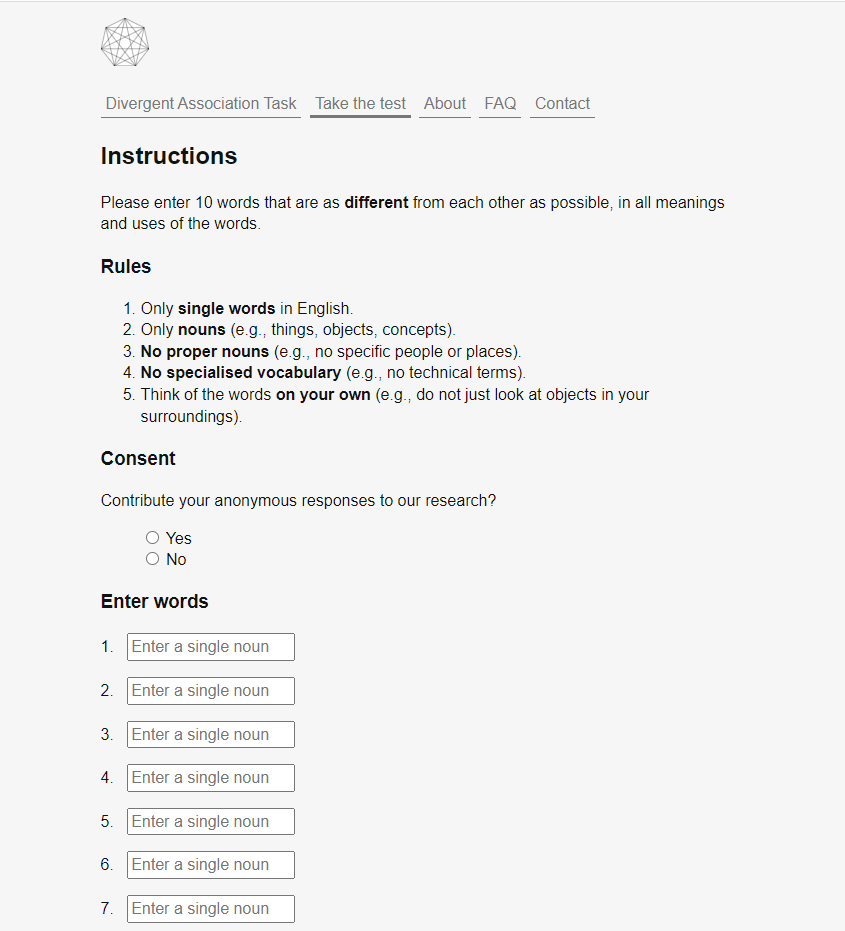 Divergent Association Task Take the test About FAQ Contact
Instructions
Please enter 10 words that are as different from each other as possible, in all meanings
and uses of the words.
Rules
1. Only single words in English.
2. Only nouns (e.g., things, objects, concepts).
3. No proper nouns (e.g., no specific people or places).
4. No specialised vocabulary (e.g., no technical terms).
5. Think of the words on your own (e.g., do not just look at objects in your
surroundings).
Consent
Contribute your anonymous responses to our research?
Yes
No
Enter words
1. Enter a single noun
2. Enter a single noun
3. Enter a single noun
4. Enter a single noun
5. Enter a single noun
6. Enter a single noun
7. Enter a single noun